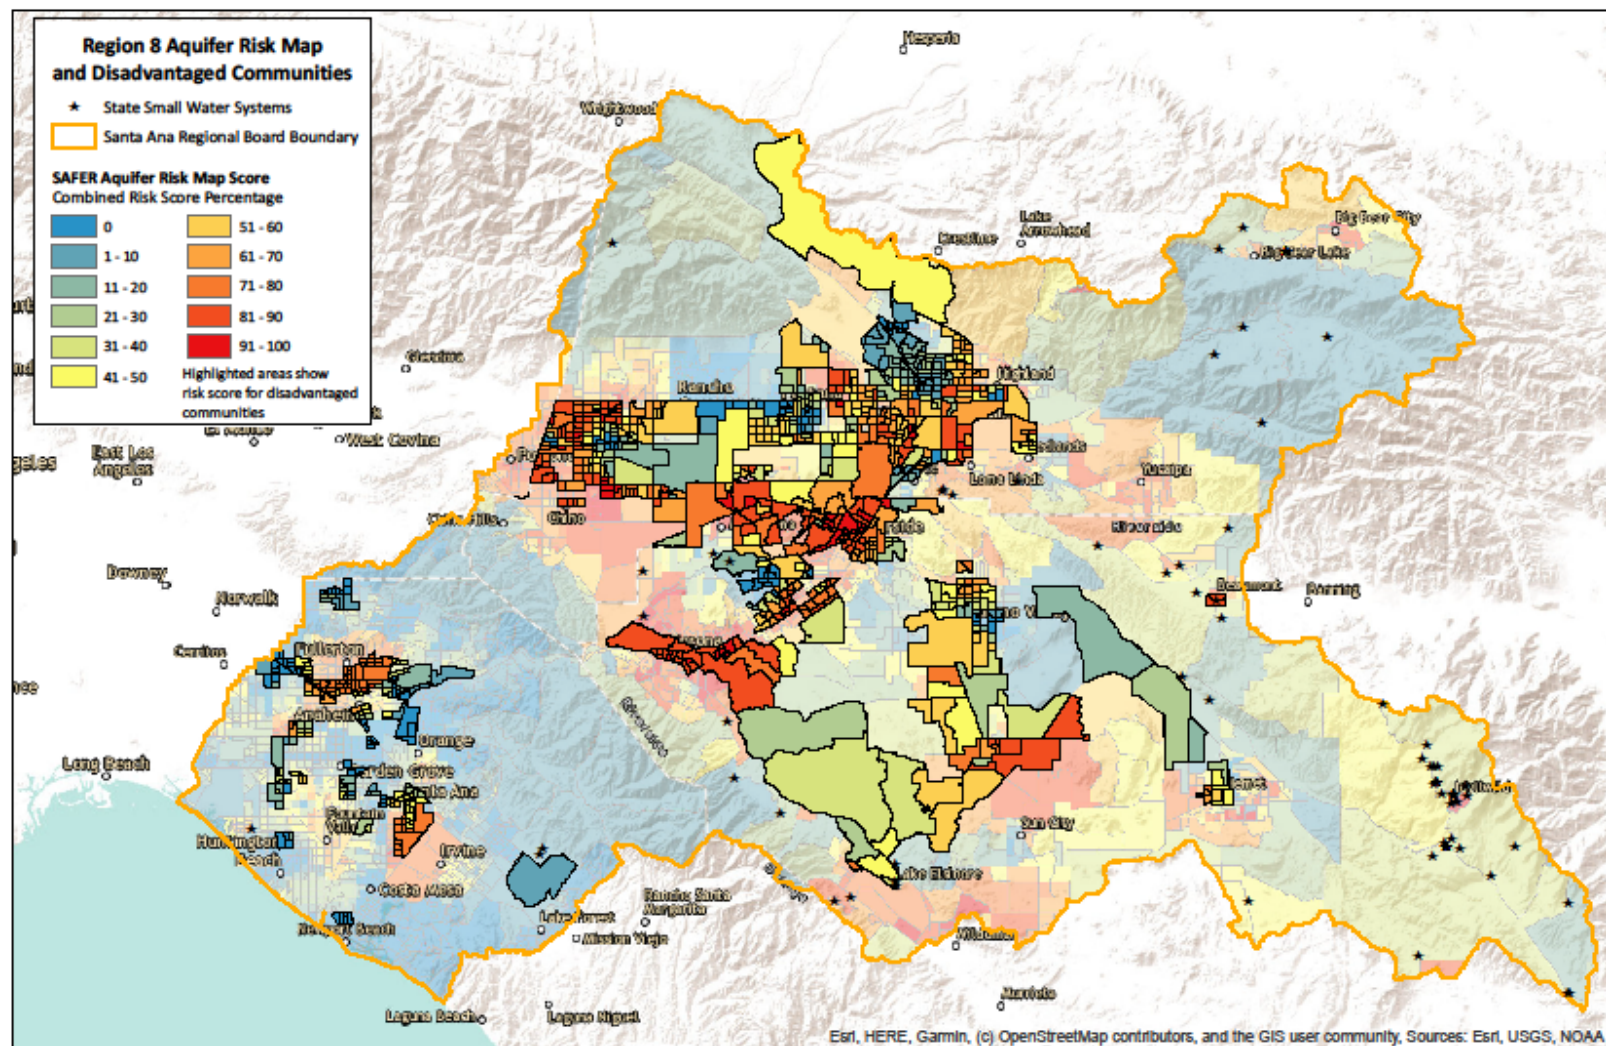 Region 8 Aquifer Risk Map
and Disadvantaged Communities
State Small Water Systems
Santa Ana Regional Board Boundary
SAFER Aquifer Risk Map Score
Combined Risk Score Percentage
0
1 - 10
11 - 20
21 - 30
31 - 40
41 - 50
51 - 60
61 - 70
71 - 80
81 - 90
91 - 100
Highlighted areas show
risk score for disadvantaged
communities
Hesperia
Wrightwood
Lake
Arrowhead
Crestline
Big Bear City
Big Bear Lake
Glendora
West Covina
East Los
Angeles
Rancho
Highland
Loma Linda
Yucaipa
Riverside
Chino
Downey
Norwalk
Cerritos
Fullerton
Anaheim
Orange
Garden Grove
Santa Ana
Long Beach
Fountain
Valley
Huntington
Beach
Irvine
Costa Mesa
Newport Beach
Lake Forest
Mission Viejo
Rancho Santa
Margarita
Laguna Beach
Laguna Niguel
Beaumont
Banning
Sun City
Lake Elsinore
Wildomar
Murrieta
Riverside
Esri, HERE, Garmin, (c) OpenStreetMap contributors, and the GIS user community, Sources: Esri, USGS, NOAA